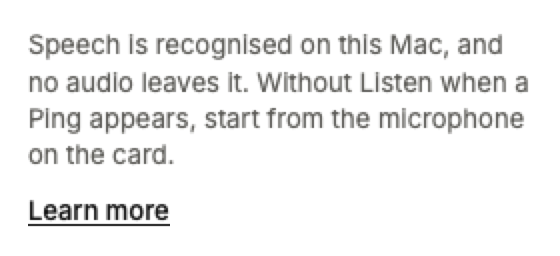 Speech is recognised on this Mac, and
no audio leaves it. Without Listen when a
Ping appears, start from the microphone
on the card.
Learn more